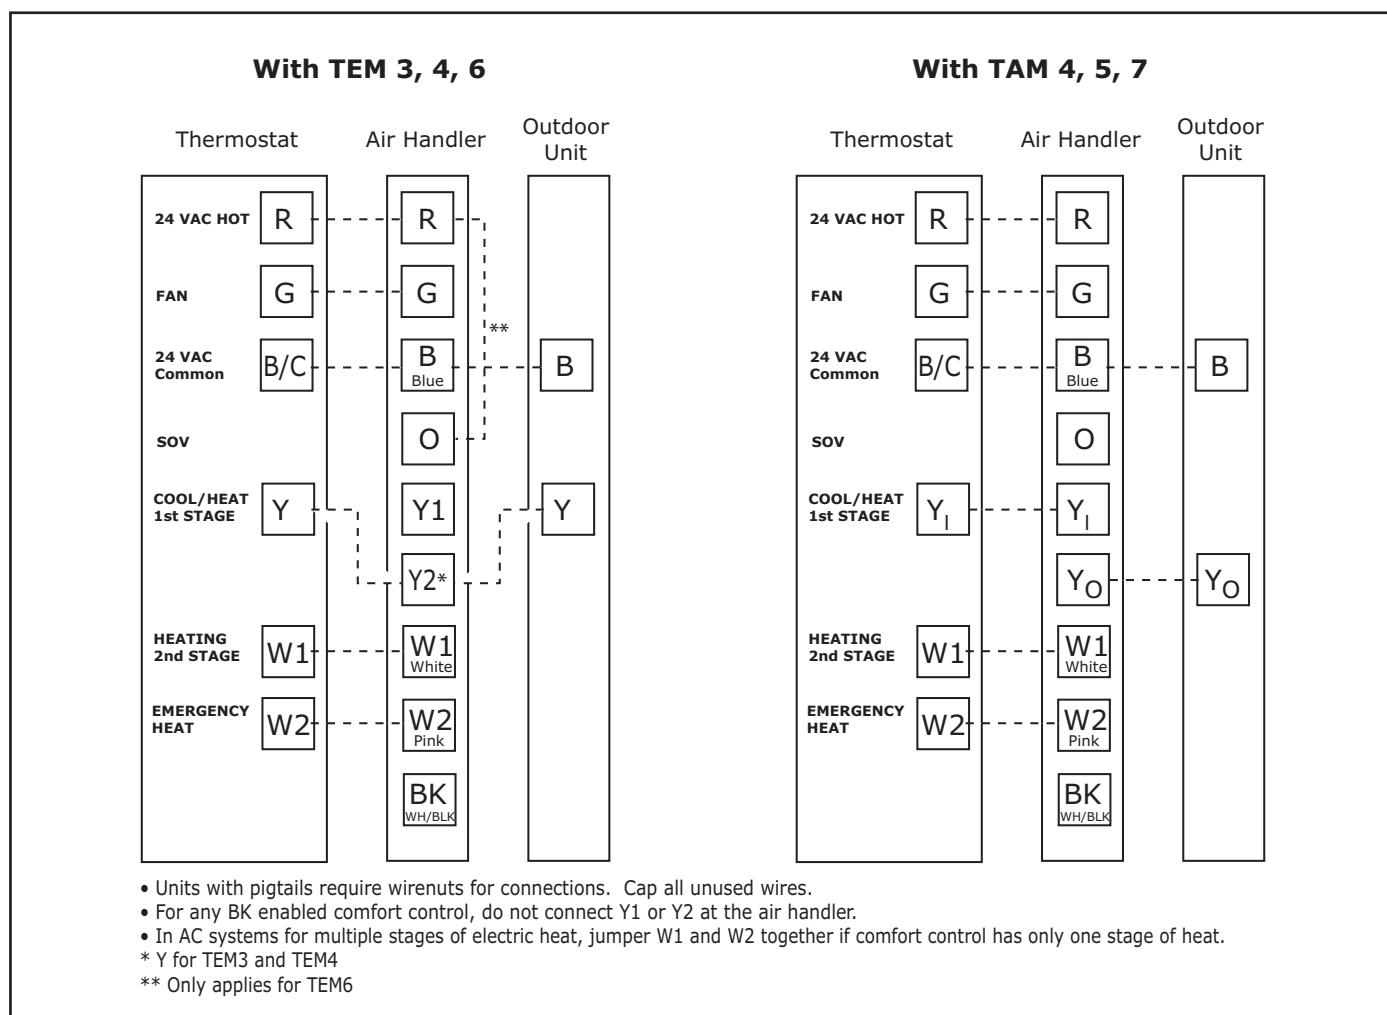 With TEM 3, 4, 6
Thermostat
Air Handler
Outdoor
Unit
24 VAC HOT
R
R
FAN
G
G
**
24 VAC
Common
B/C
B
Blue
B
SOV
O
COOL/HEAT
1st STAGE
Y
Y1
Y
Y2*
HEATING
2nd STAGE
W1
W1
White
EMERGENCY
HEAT
W2
W2
Pink
BK
WH/BLK
With TAM 4, 5, 7
Thermostat
Air Handler
Outdoor
Unit
24 VAC HOT
R
R
FAN
G
G
24 VAC
Common
B/C
B
Blue
B
SOV
O
COOL/HEAT
1st STAGE
YI
YI
YO
YO
HEATING
2nd STAGE
W1
W1
White
EMERGENCY
HEAT
W2
W2
Pink
BK
WH/BLK
• Units with pigtails require wirenuts for connections. Cap all unused wires.
• For any BK enabled comfort control, do not connect Y1 or Y2 at the air handler.
• In AC systems for multiple stages of electric heat, jumper W1 and W2 together if comfort control has only one stage of heat.
* Y for TEM3 and TEM4
** Only applies for TEM6